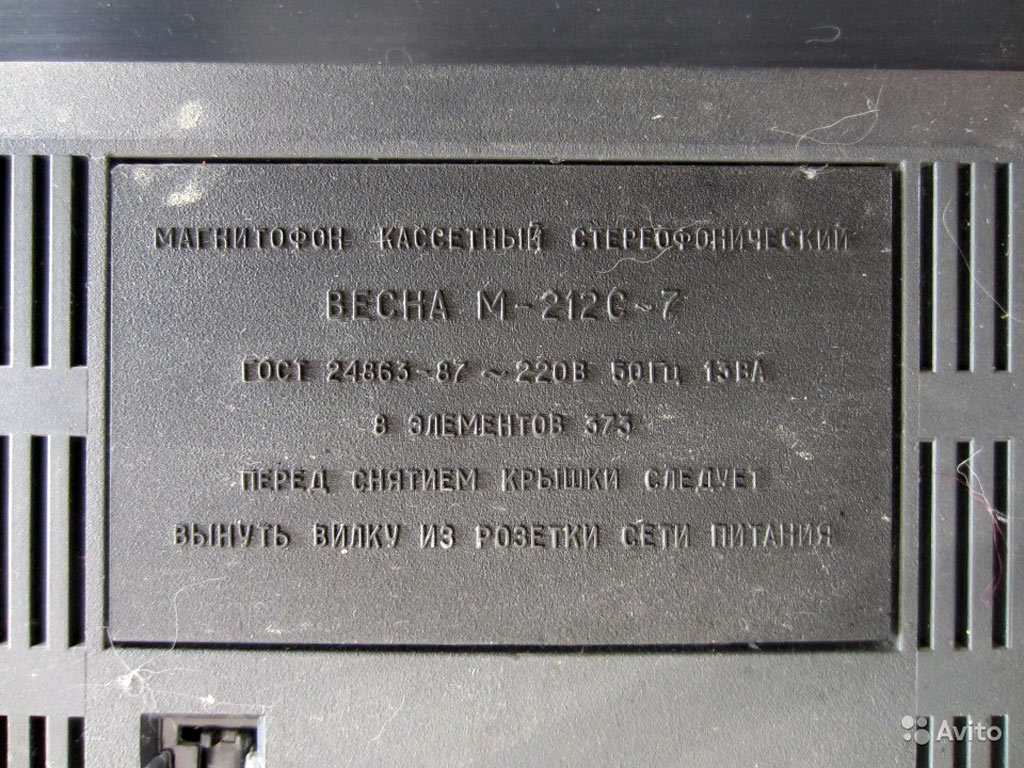 МАГНИТОФОН КАССЕТНЫЙ СТЕРЕОФОНИЧЕСКИЙ
ВЕСНА М-212С-7
ГОСТ 24863-87 ~ 220В 50Гц 13ВА
8 ЭЛЕМЕНТОВ 373
ПЕРЕД СНЯТИЕМ КРЫШКИ СЛЕДУЕТ
ВЫНУТЬ ВИЛКУ ИЗ РОЗЕТКИ СЕТИ ПИТАНИЯ
Avito